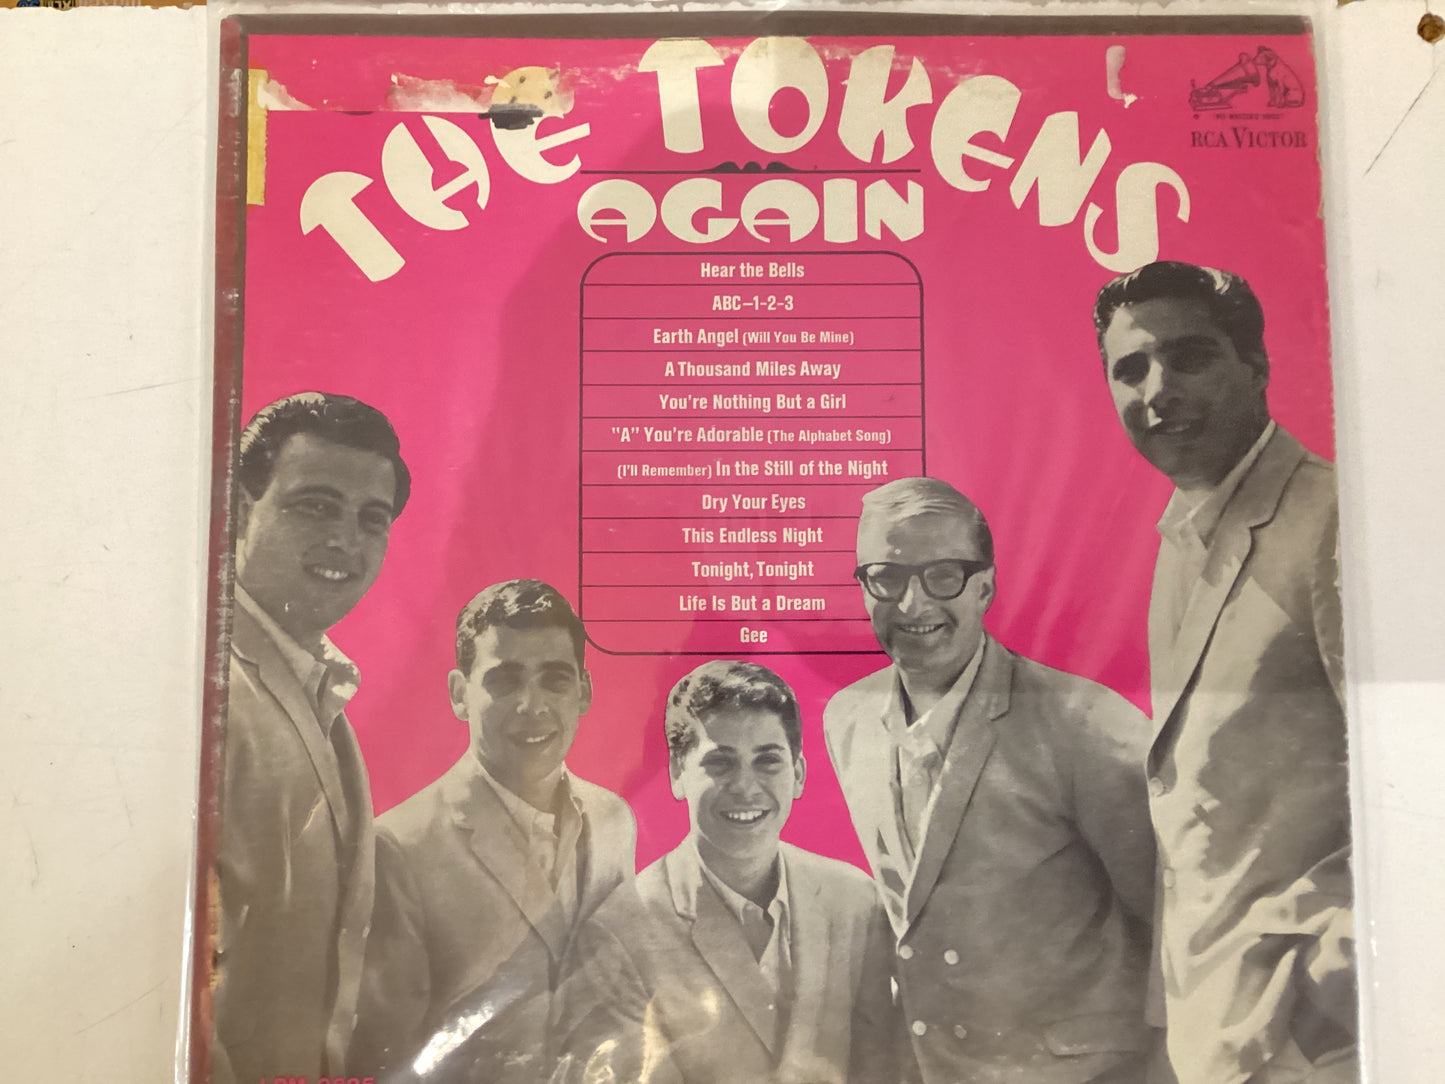 THE TOKENS
AGAIN
"HIS MASTER'S VOICE"
RCA VICTOR
Hear the Bells
ABC–1-2-3
Earth Angel (Will You Be Mine)
A Thousand Miles Away
You're Nothing But a Girl
"A" You're Adorable (The Alphabet Song)
(I'll Remember) In the Still of the Night
Dry Your Eyes
This Endless Night
Tonight, Tonight
Life Is But a Dream
Gee